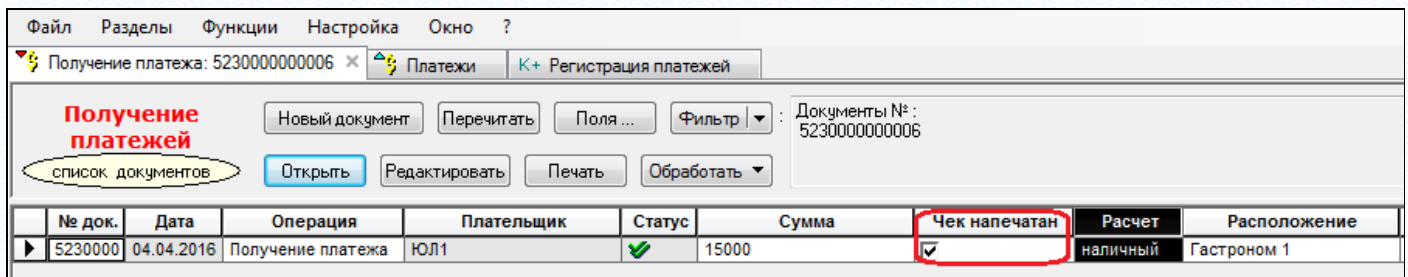 Файл Разделы Функции Настройка Окно ?
Получение платежа: 5230000000006 × Платежи К+ Регистрация платежей
Получение
платежей
список документов
Новый документ Перечитать Поля ... Фильтр :
Открыть Редактировать Печать Обработать
Документы № :
5230000000006
№ док. Дата Операция Плательщик Статус Сумма Чек напечатан Расчет Расположение
5230000 04.04.2016 Получение платежа ЮЛ1 15000 наличный Гастроном 1